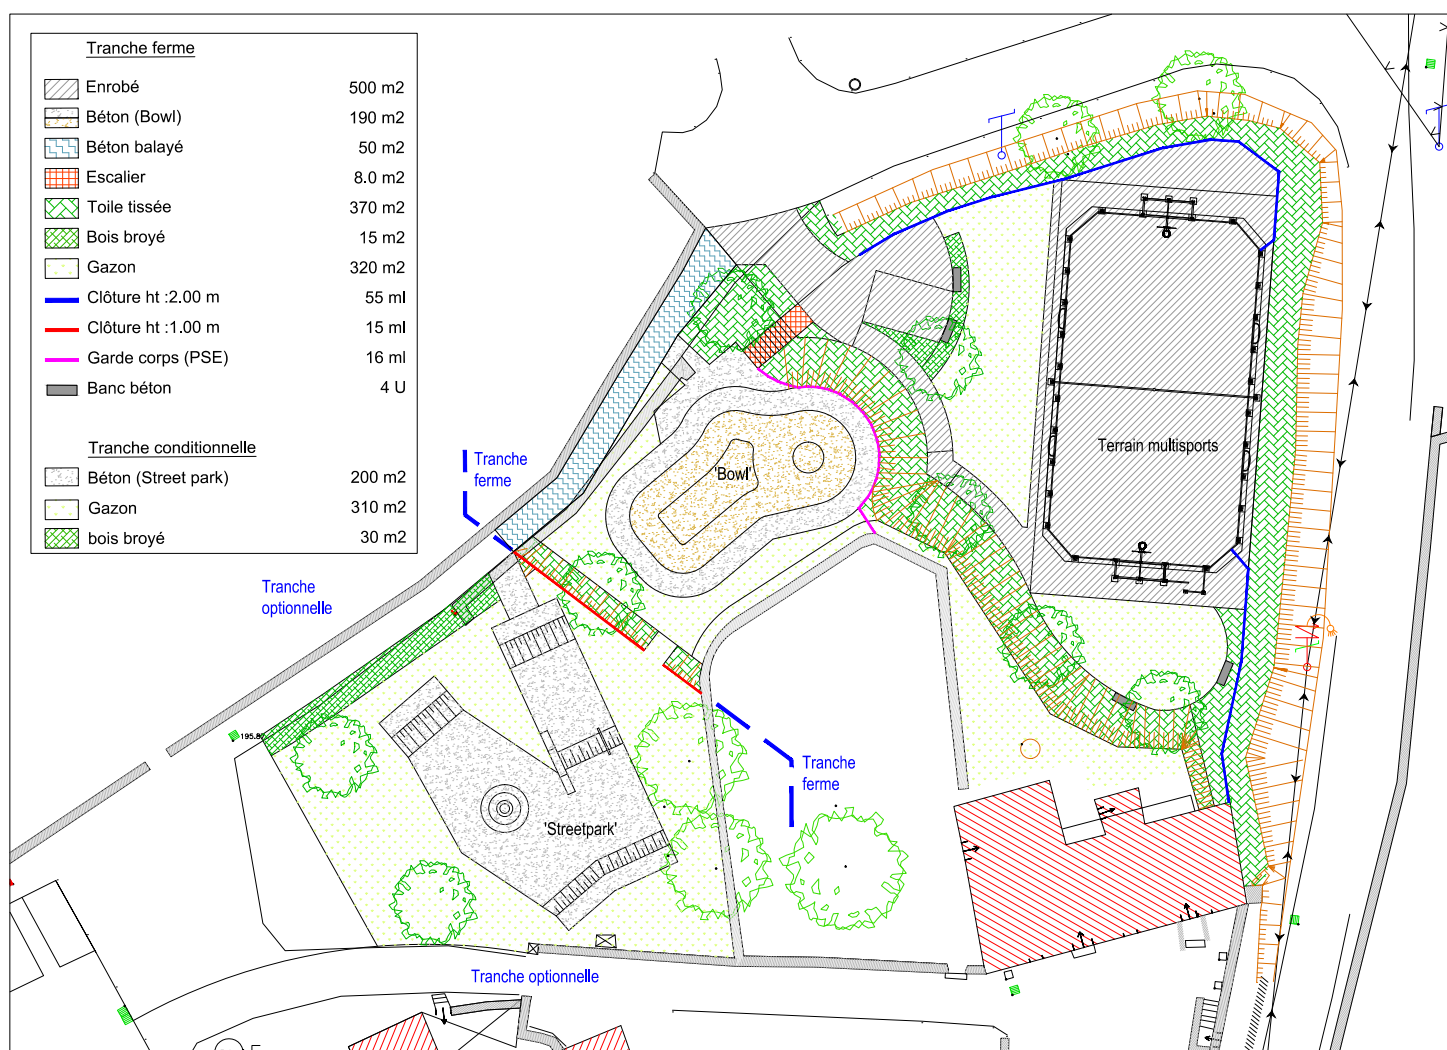 Tranche ferme
Enrobé 500 m2
Béton (Bowl) 190 m2
Béton balayé 50 m2
Escalier 8.0 m2
Toile tissée 370 m2
Bois broyé 15 m2
Gazon 320 m2
Clôture ht :2.00 m 55 ml
Clôture ht :1.00 m 15 ml
Garde corps (PSE) 16 ml
Banc béton 4 U
Tranche conditionnelle
Béton (Street park) 200 m2
Gazon 310 m2
bois broyé 30 m2
Tranche
ferme
Tranche
optionnelle
'Bowl'
Terrain multisports
195.87
'Streetpark'
Tranche
ferme
Tranche optionnelle